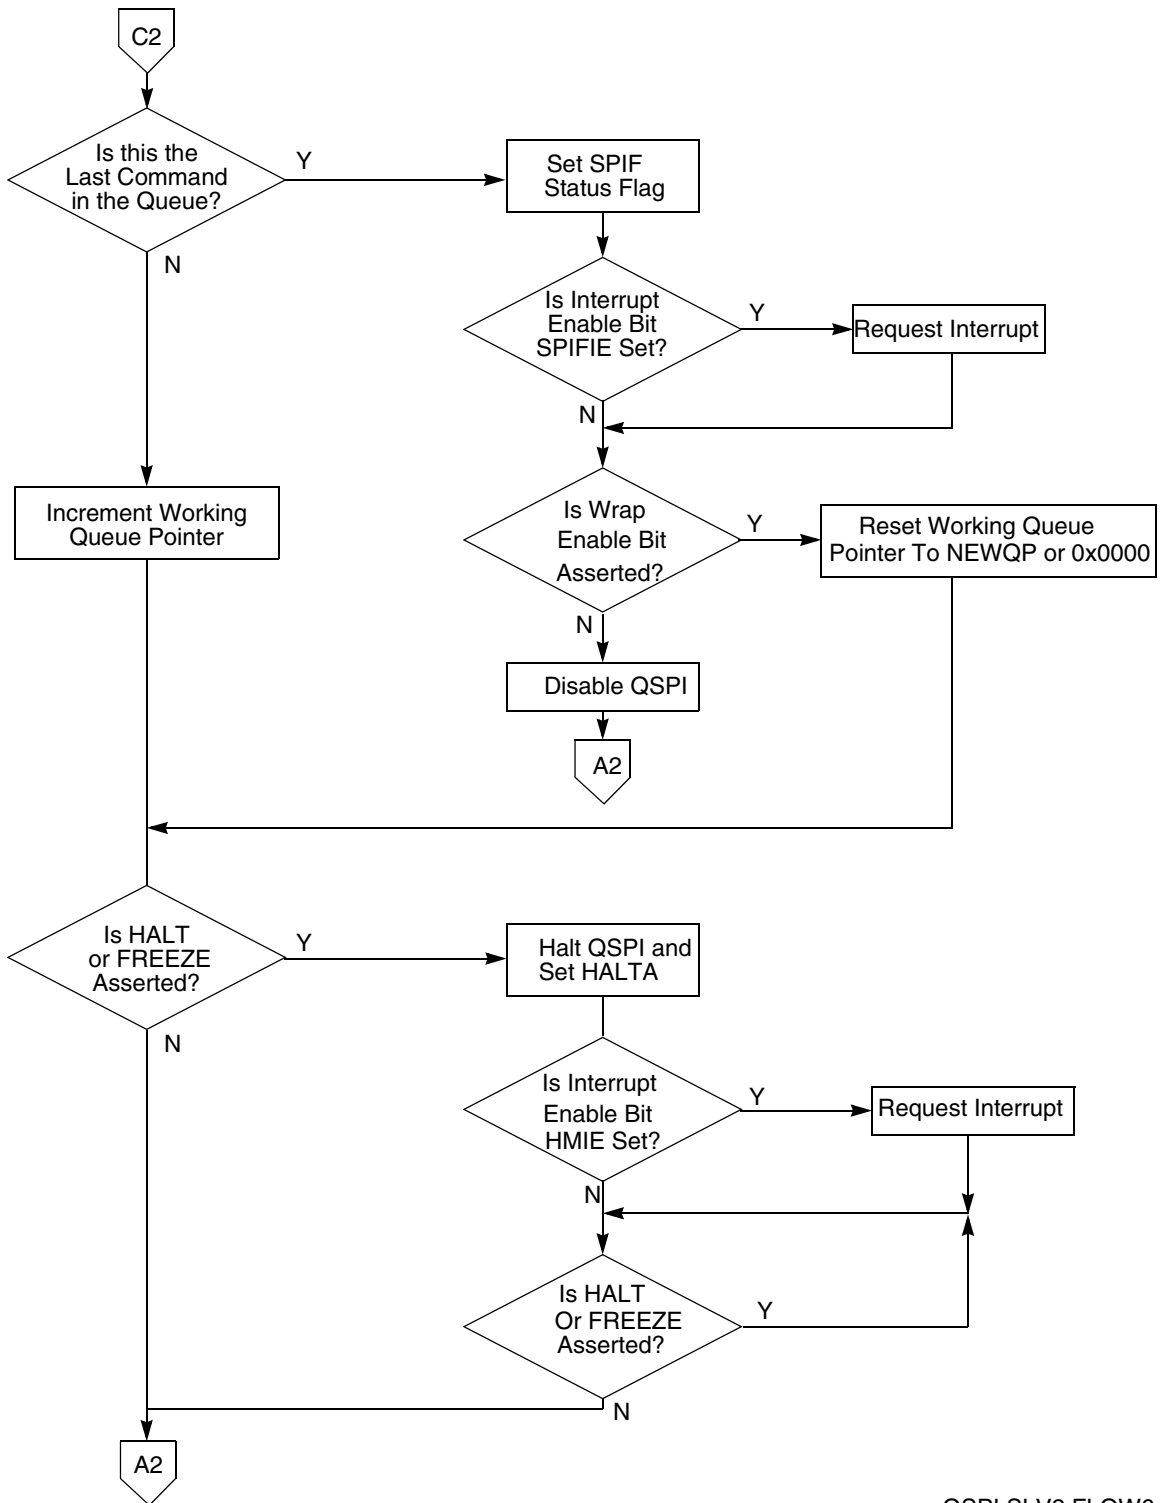 C2
Is this the
Last Command
in the Queue?
Y
N
Set SPIF
Status Flag
Is Interrupt
Enable Bit
SPIFIE Set?
Y
Request Interrupt
N
Increment Working
Queue Pointer
Is Wrap
Enable Bit
Asserted?
Y
Reset Working Queue
Pointer To NEWQP or 0x0000
N
Disable QSPI
A2
Is HALT
or FREEZE
Asserted?
Y
N
Halt QSPI and
Set HALTA
Is Interrupt
Enable Bit
HMIE Set?
Y
Request Interrupt
N
Is HALT
Or FREEZE
Asserted?
Y
N
A2